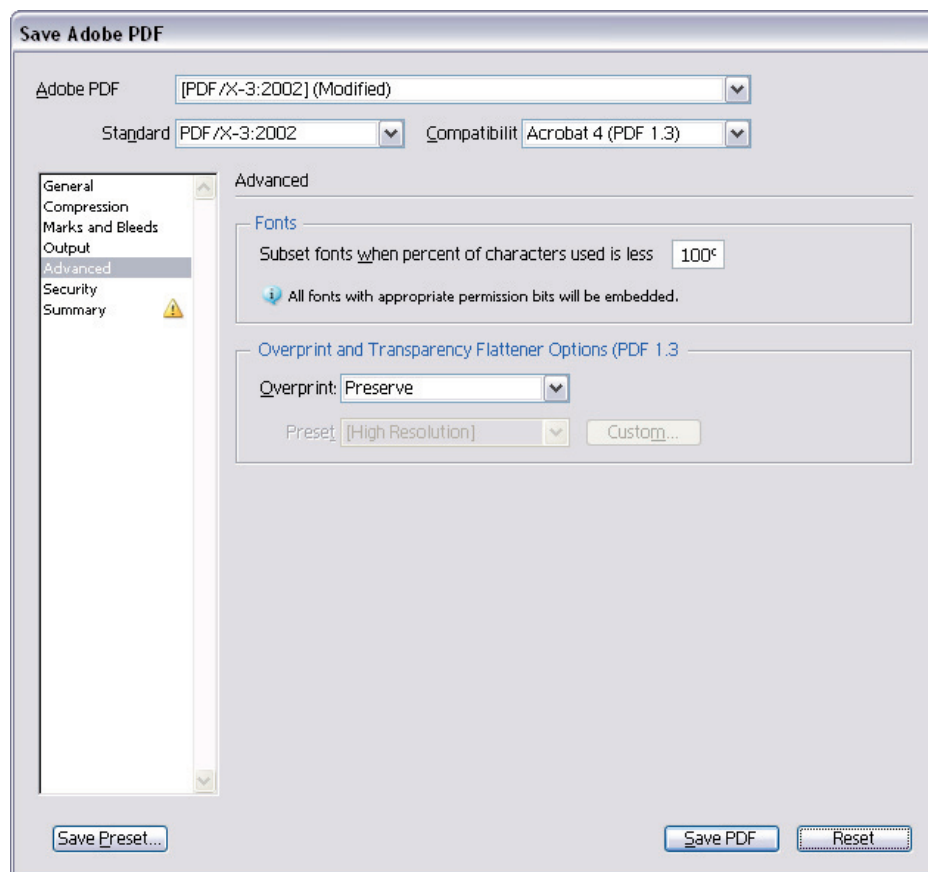 Save Adobe PDF
Adobe PDF [PDF/X-3:2002] (Modified)
Standard PDF/X-3:2002 Compatibilit Acrobat 4 (PDF 1.3)
General
Compression
Marks and Bleeds
Output
Advanced
Security
Summary
Advanced
Fonts
Subset fonts when percent of characters used is less 100
All fonts with appropriate permission bits will be embedded.
Overprint and Transparency Flattener Options (PDF 1.3
Overprint: Preserve
Preset [High Resolution] Custom...
Save Preset... Save PDF Reset